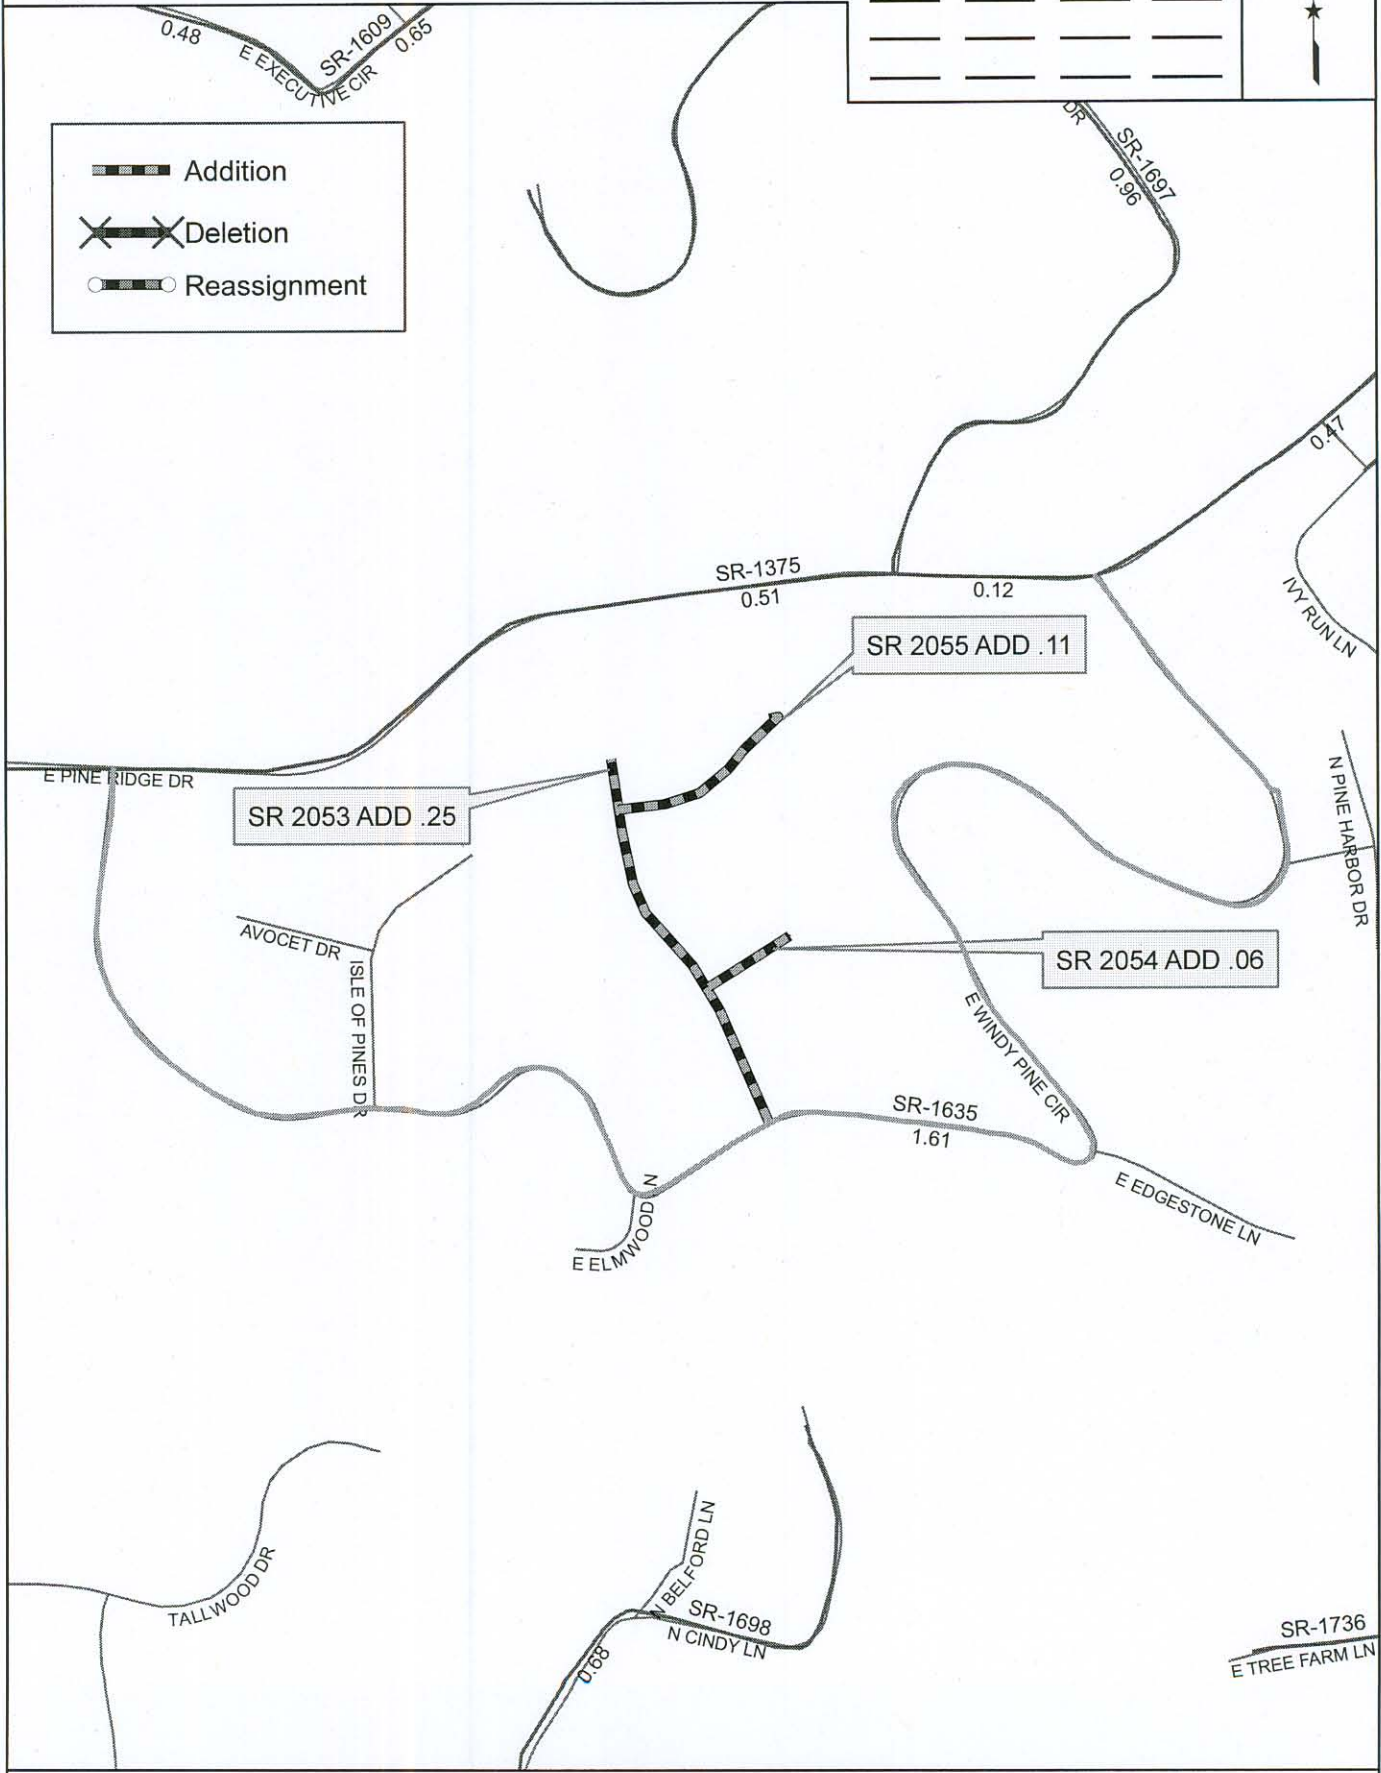 0.48
E EXECUTIVE CIR
SR-1609
0.65
Addition
Deletion
Reassignment
DR
SR-1697
0.96
0.47
SR-1375
0.51
0.12
IVY RUN LN
SR 2055 ADD .11
E PINE RIDGE DR
SR 2053 ADD .25
N PINE HARBOR DR
AVOCET DR
ISLE OF PINES DR
SR 2054 ADD .06
E WINDY PINE CIR
SR-1635
1.61
E EDGESTONE LN
E ELMWOOD N
TALLWOOD DR
N BELFORD LN
SR-1698
N CINDY LN
0.68
SR-1736
E TREE FARM LN